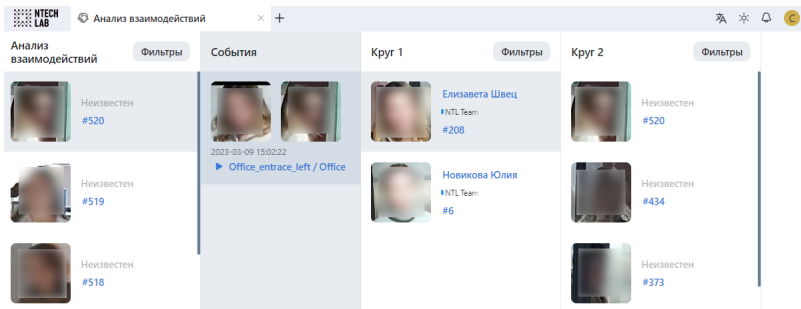 NTECH
LAB
Анализ взаимодействий
C
Анализ
взаимодействий
Фильтры
Неизвестен
#520
Неизвестен
#519
Неизвестен
#518
События
2023-03-09 15:02:22
Office_entrace_left / Office
Круг 1
Фильтры
Елизавета Швец
NTL Team
#208
Новикова Юлия
NTL Team
#6
Круг 2
Фильтры
Неизвестен
#520
Неизвестен
#434
Неизвестен
#373